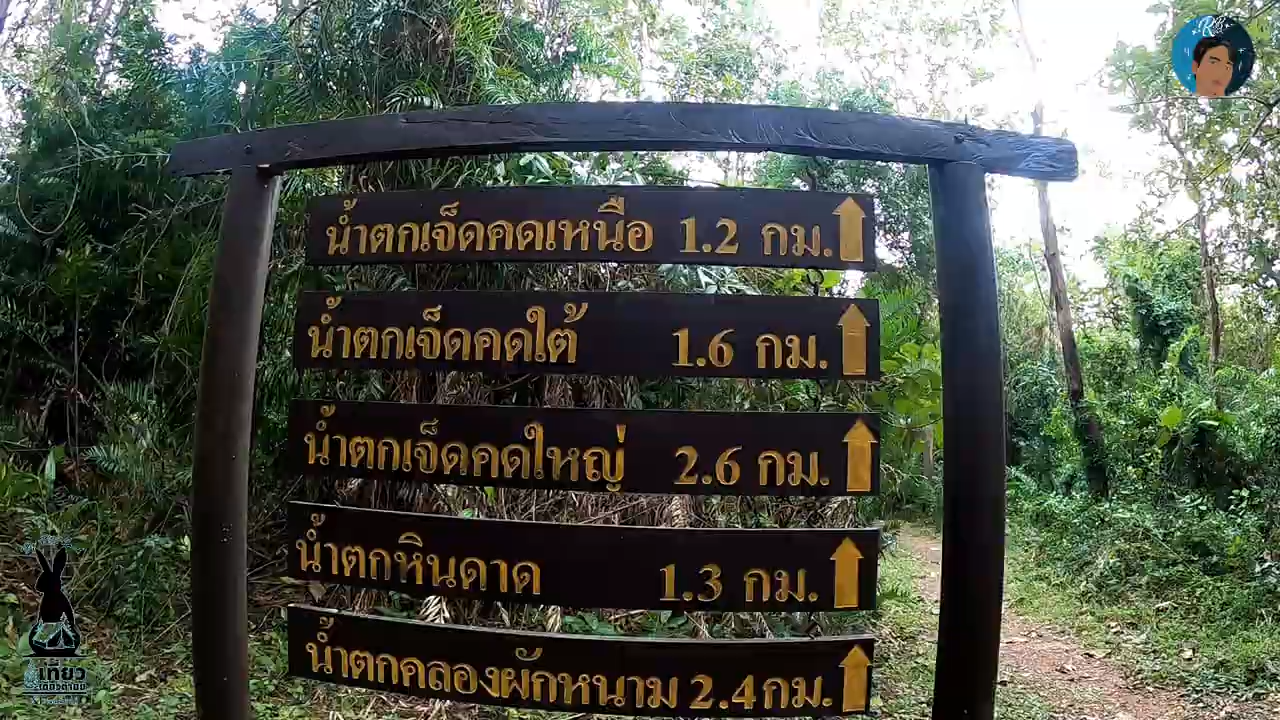 น้ำตกเจ็ดคดเหนือ 1.2 กม.
น้ำตกเจ็ดคดใต้ 1.6 กม.
น้ำตกเจ็ดคดใหญ่ 2.6 กม.
น้ำตกหินดาด 1.3 กม.
น้ำตกคลองผักหนาม 2.4 กม.
เที่ยว